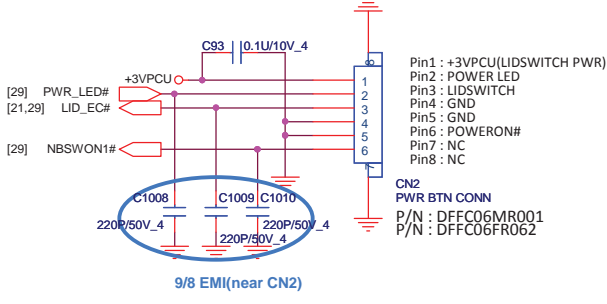 C93
0.1U/10V_4
8
+3VPCU
[29] PWR_LED#
[21,29] LID_EC#
[29] NBSWON1#
1
2
3
4
5
6
7
Pin1 : +3VPCU(LIDSWITCH PWR)
Pin2 : POWER LED
Pin3 : LIDSWITCH
Pin4 : GND
Pin5 : GND
Pin6 : POWERON#
Pin7 : NC
Pin8 : NC
CN2
PWR BTN CONN
P/N : DFFC06MR001
P/N : DFFC06FR062
C1008
C1009
C1010
220P/50V_4
220P/50V_4
220P/50V_4
9/8 EMI(near CN2)